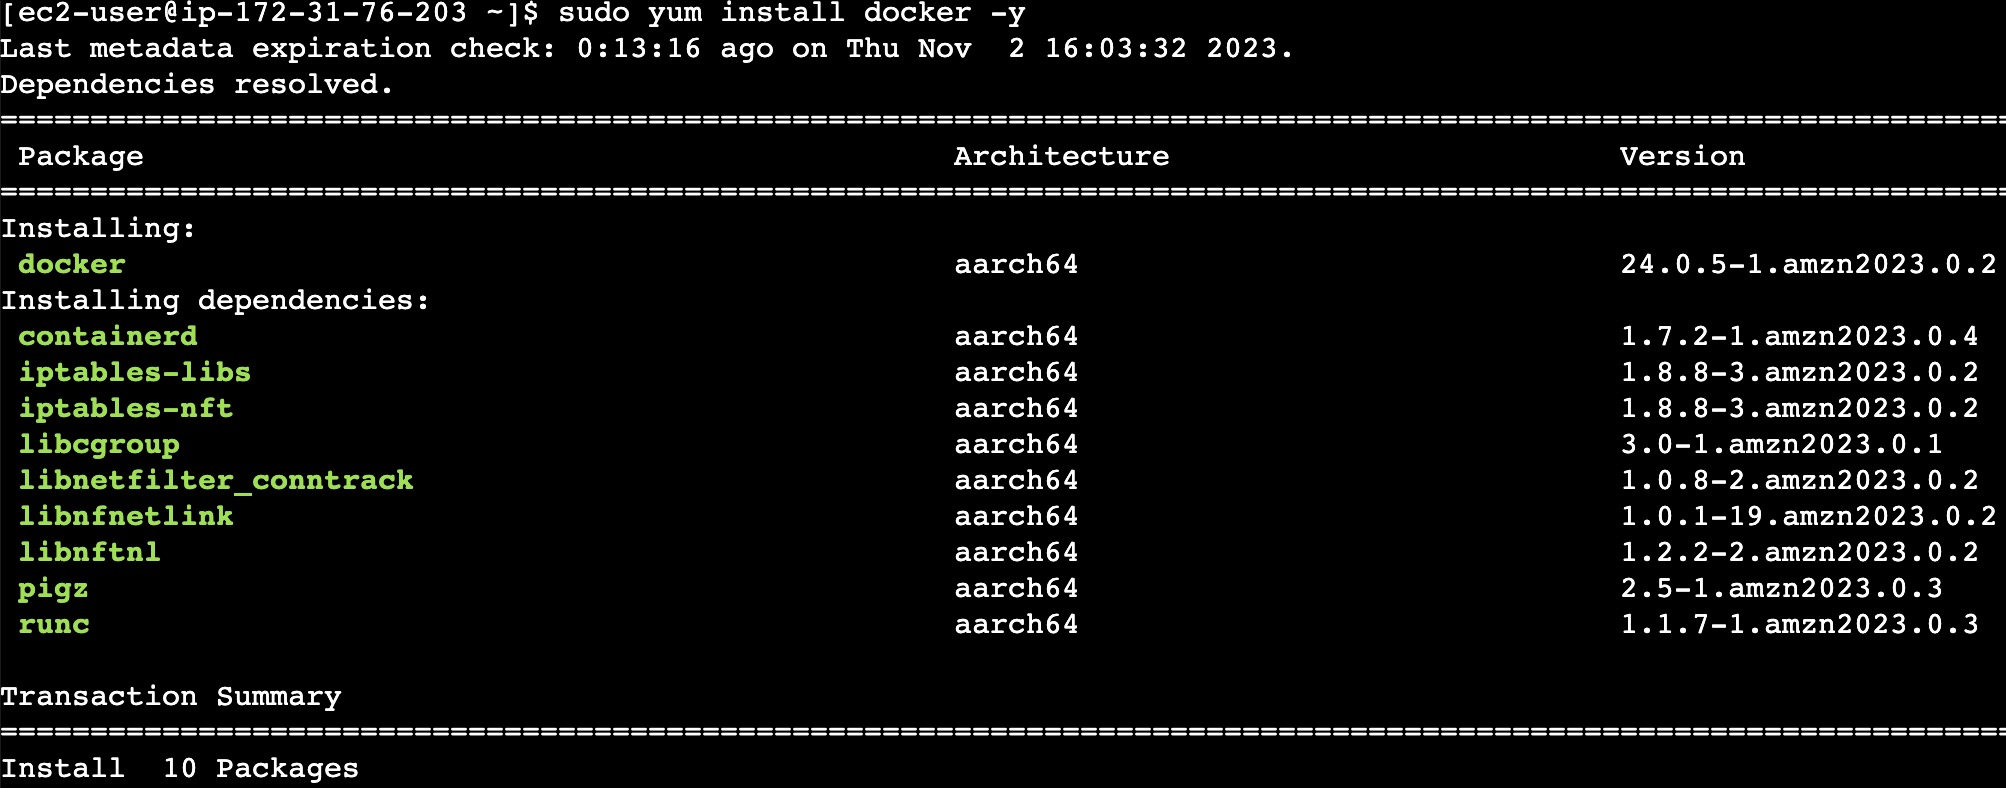 [ec2-user@ip-172-31-76-203 ~]$ sudo yum install docker -y
Last metadata expiration check: 0:13:16 ago on Thu Nov  2 16:03:32 2023.
Dependencies resolved.
================================================================================================================
 Package                                             Architecture                         Version
================================================================================================================
Installing:
 docker                                              aarch64                              24.0.5-1.amzn2023.0.2
Installing dependencies:
 containerd                                          aarch64                              1.7.2-1.amzn2023.0.4
 iptables-libs                                       aarch64                              1.8.8-3.amzn2023.0.2
 iptables-nft                                        aarch64                              1.8.8-3.amzn2023.0.2
 libcgroup                                           aarch64                              3.0-1.amzn2023.0.1
 libnetfilter_conntrack                              aarch64                              1.0.8-2.amzn2023.0.2
 libnfnetlink                                        aarch64                              1.0.1-19.amzn2023.0.2
 libnftnl                                            aarch64                              1.2.2-2.amzn2023.0.2
 pigz                                                aarch64                              2.5-1.amzn2023.0.3
 runc                                                aarch64                              1.1.7-1.amzn2023.0.3
Transaction Summary
================================================================================================================
Install  10 Packages